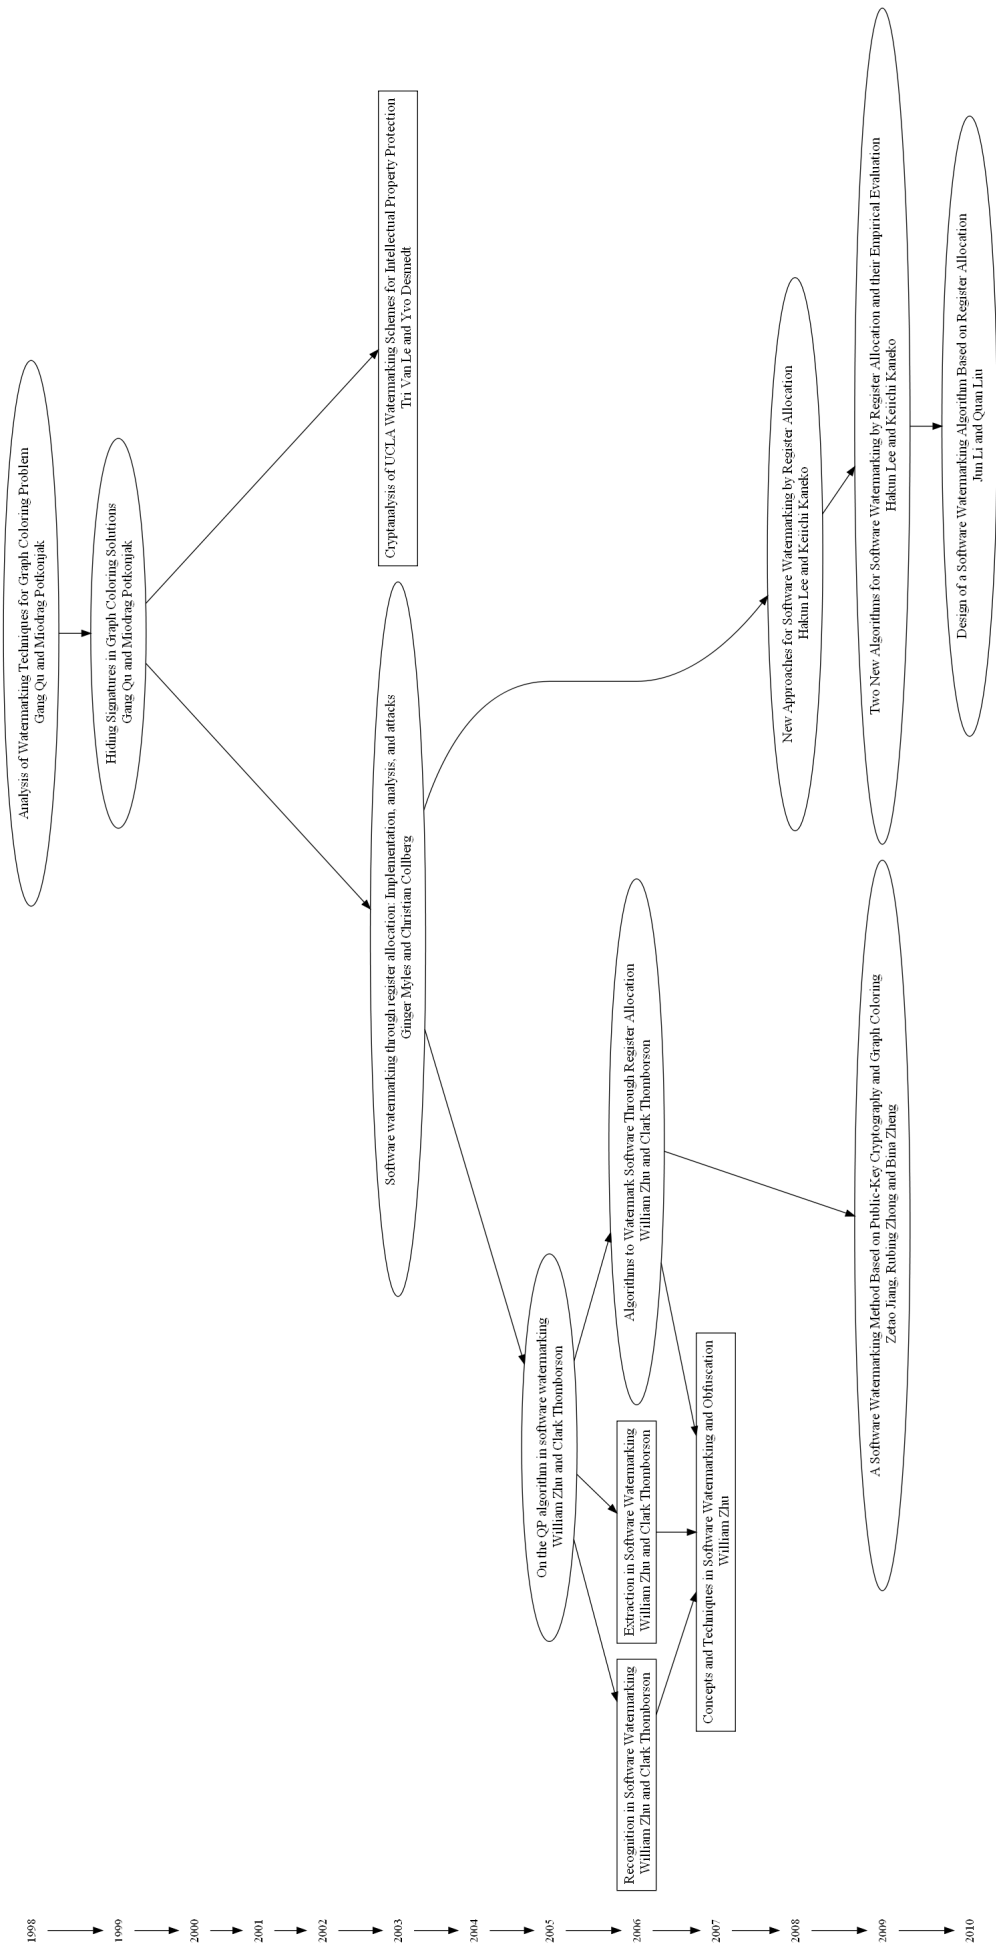 1998
1999
2000
2001
2002
2003
2004
2005
2006
2007
2008
2009
2010
Analysis of Watermarking Techniques for Graph Coloring Problem
Gang Qu and Miodrag Potkonjak
Hiding Signatures in Graph Coloring Solutions
Gang Qu and Miodrag Potkonjak
Cryptanalysis of UCLA Watermarking Schemes for Intellectual Property Protection
Tri Van Le and Yvo Desmedt
Software watermarking through register allocation: Implementation, analysis, and attacks
Ginger Myles and Christian Collberg
On the QP algorithm in software watermarking
William Zhu and Clark Thomborson
Recognition in Software Watermarking
William Zhu and Clark Thomborson
Extraction in Software Watermarking
William Zhu and Clark Thomborson
Algorithms to Watermark Software Through Register Allocation
William Zhu and Clark Thomborson
Concepts and Techniques in Software Watermarking and Obfuscation
William Zhu
New Approaches for Software Watermarking by Register Allocation
Hakun Lee and Keiichi Kaneko
A Software Watermarking Method Based on Public-Key Cryptography and Graph Coloring
Zetao Jiang, Rubing Zhong and Bina Zheng
Two New Algorithms for Software Watermarking by Register Allocation and their Empirical Evaluation
Hakun Lee and Keiichi Kaneko
Design of a Software Watermarking Algorithm Based on Register Allocation
Jun Li and Quan Liu